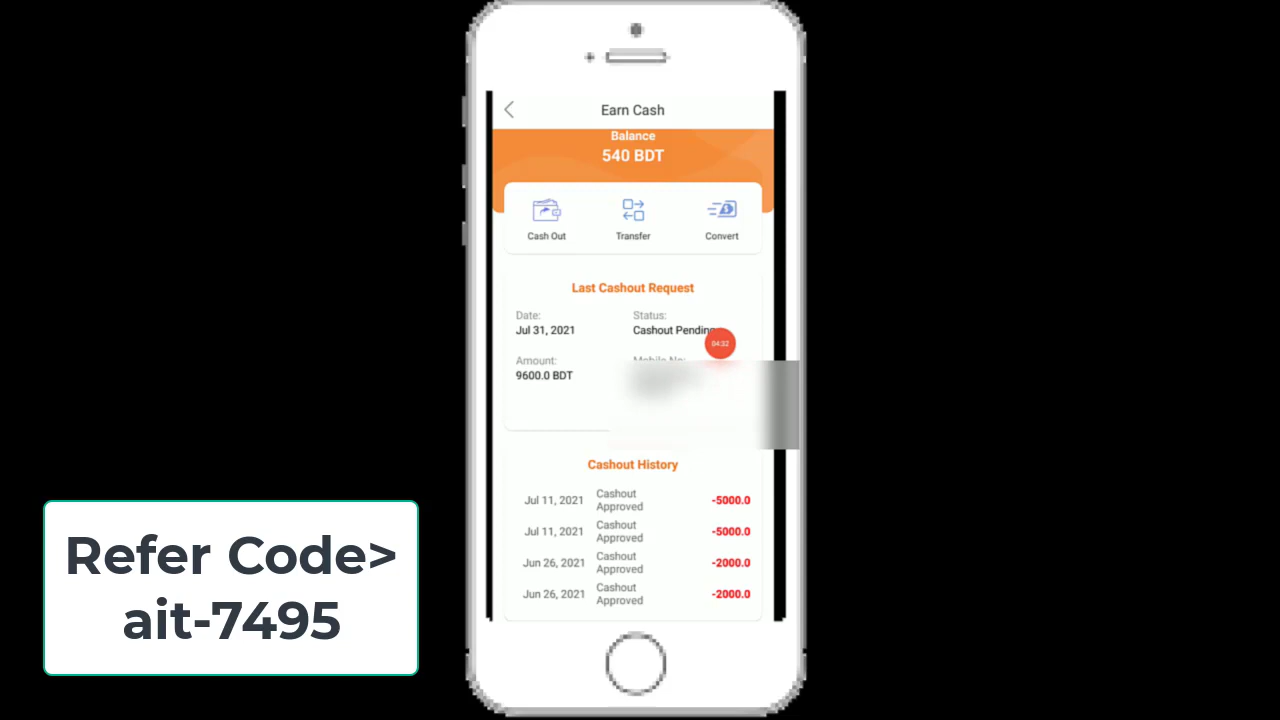 Earn Cash
Balance
540 BDT
Cash Out
Transfer
Convert
Last Cashout Request
Date:
Status:
Jul 31, 2021
Cashout Pending
04:32
Amount:
Mobile No:
9600.0 BDT
Cashout History
Jul 11, 2021 Cashout Approved -5000.0
Jul 11, 2021 Cashout Approved -5000.0
Jun 26, 2021 Cashout Approved -2000.0
Jun 26, 2021 Cashout Approved -2000.0
Refer Code>
ait-7495